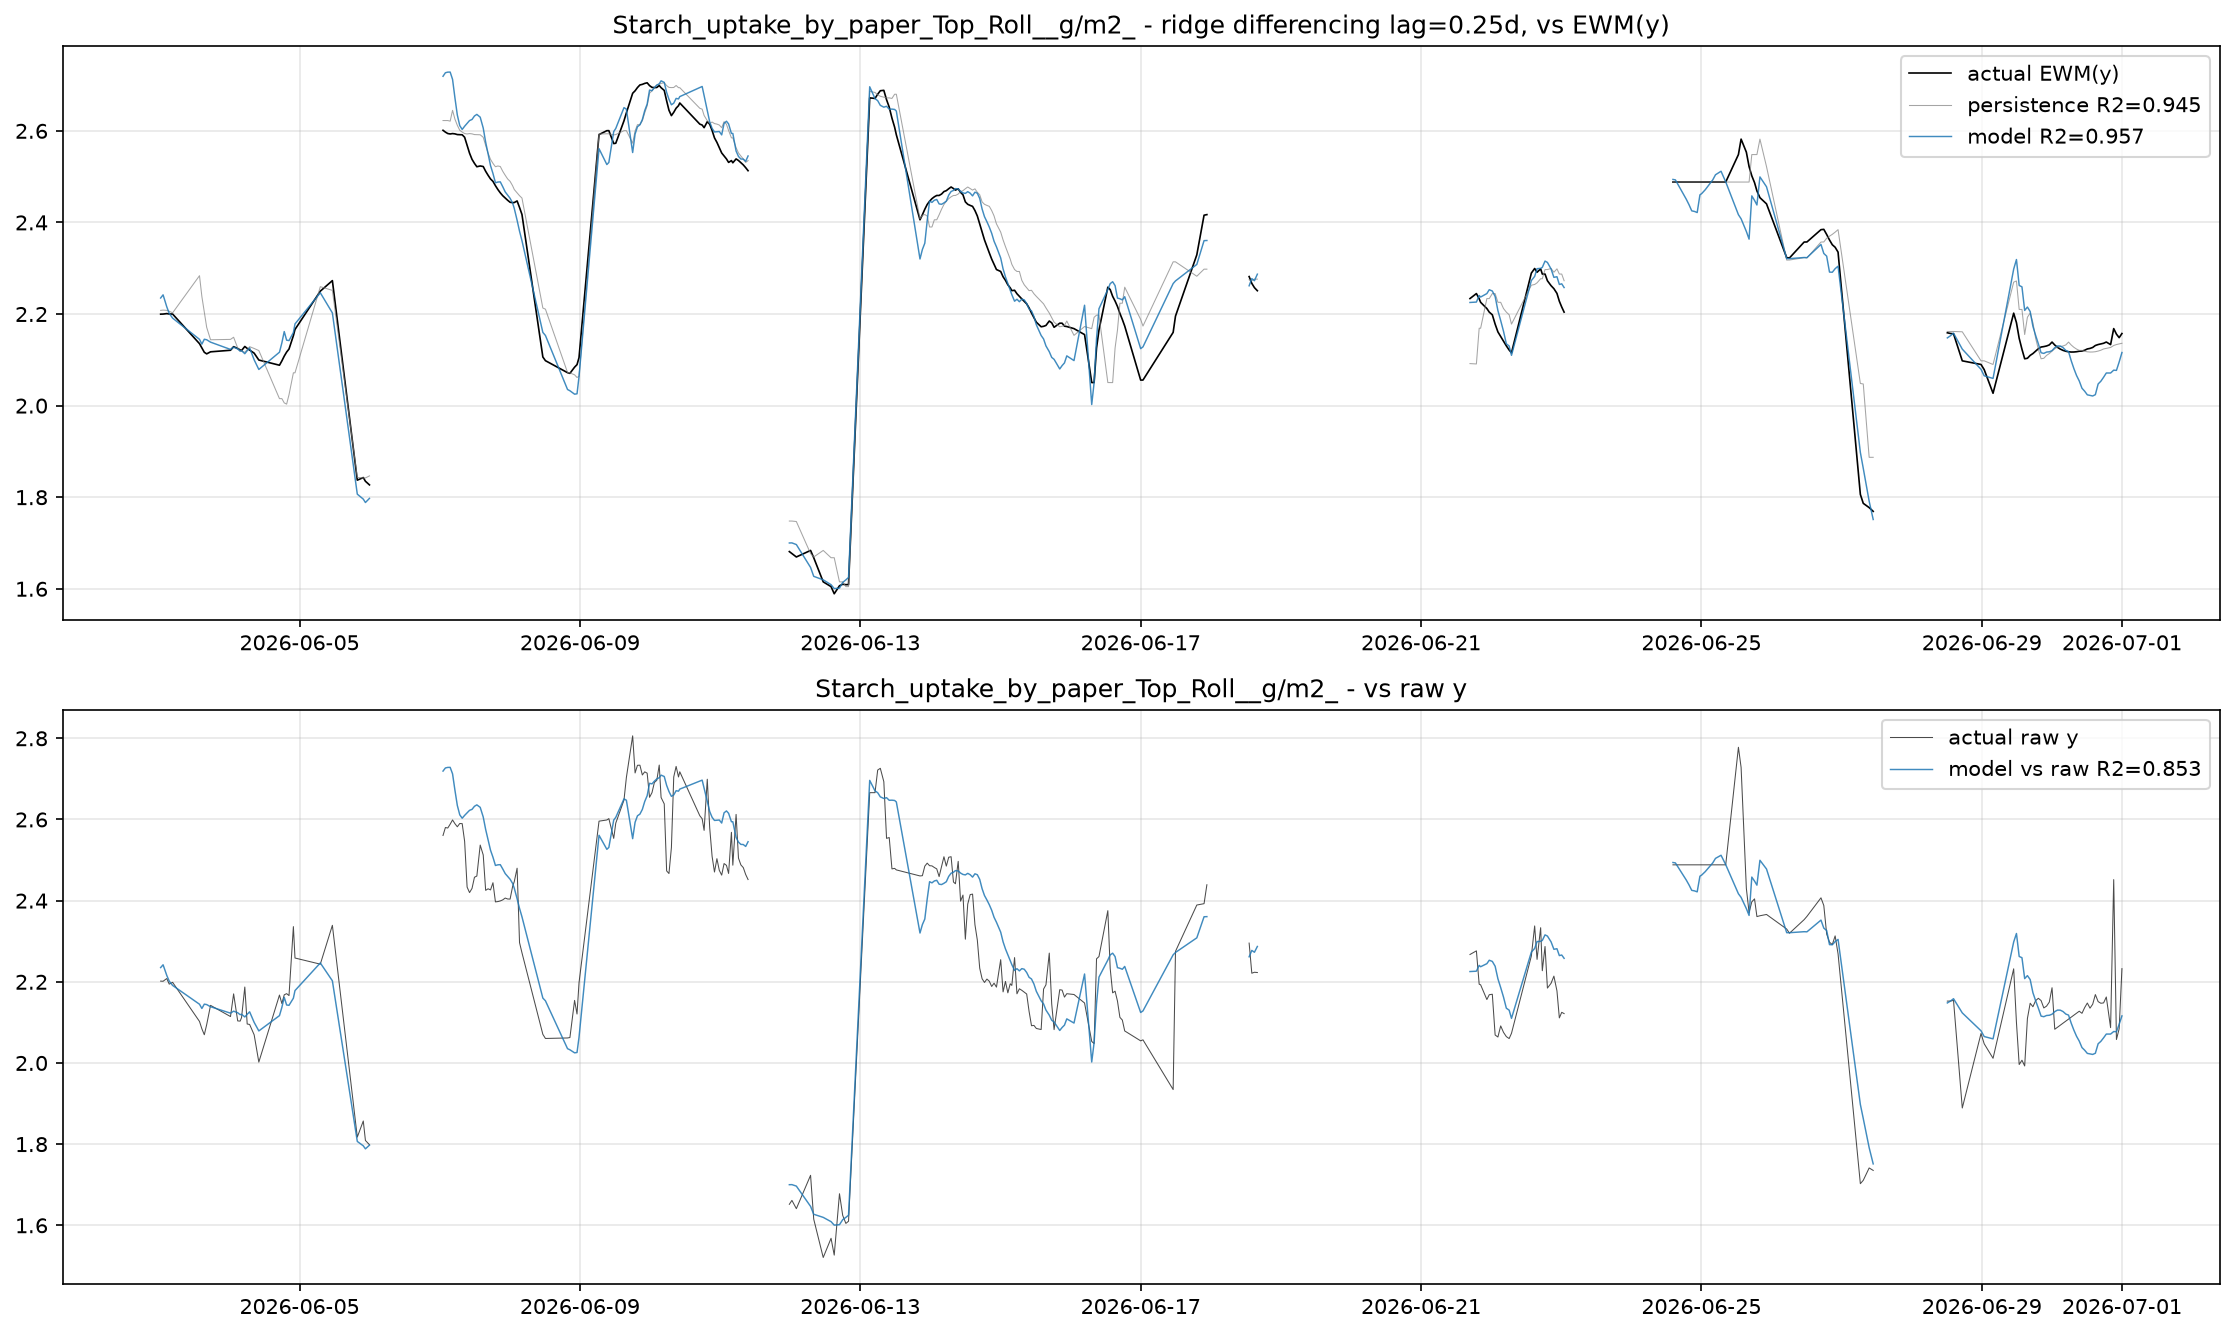 Starch_uptake_by_paper_Top_Roll__g/m2_ - ridge differencing lag=0.25d, vs EWM(y)
actual EWM(y)
persistence R2=0.945
model R2=0.957
2.6
2.4
2.2
2.0
1.8
1.6
2026-06-05 2026-06-09 2026-06-13 2026-06-17 2026-06-21 2026-06-25 2026-06-29 2026-07-01
Starch_uptake_by_paper_Top_Roll__g/m2_ - vs raw y
actual raw y
model vs raw R2=0.853
2.8
2.6
2.4
2.2
2.0
1.8
1.6
2026-06-05 2026-06-09 2026-06-13 2026-06-17 2026-06-21 2026-06-25 2026-06-29 2026-07-01